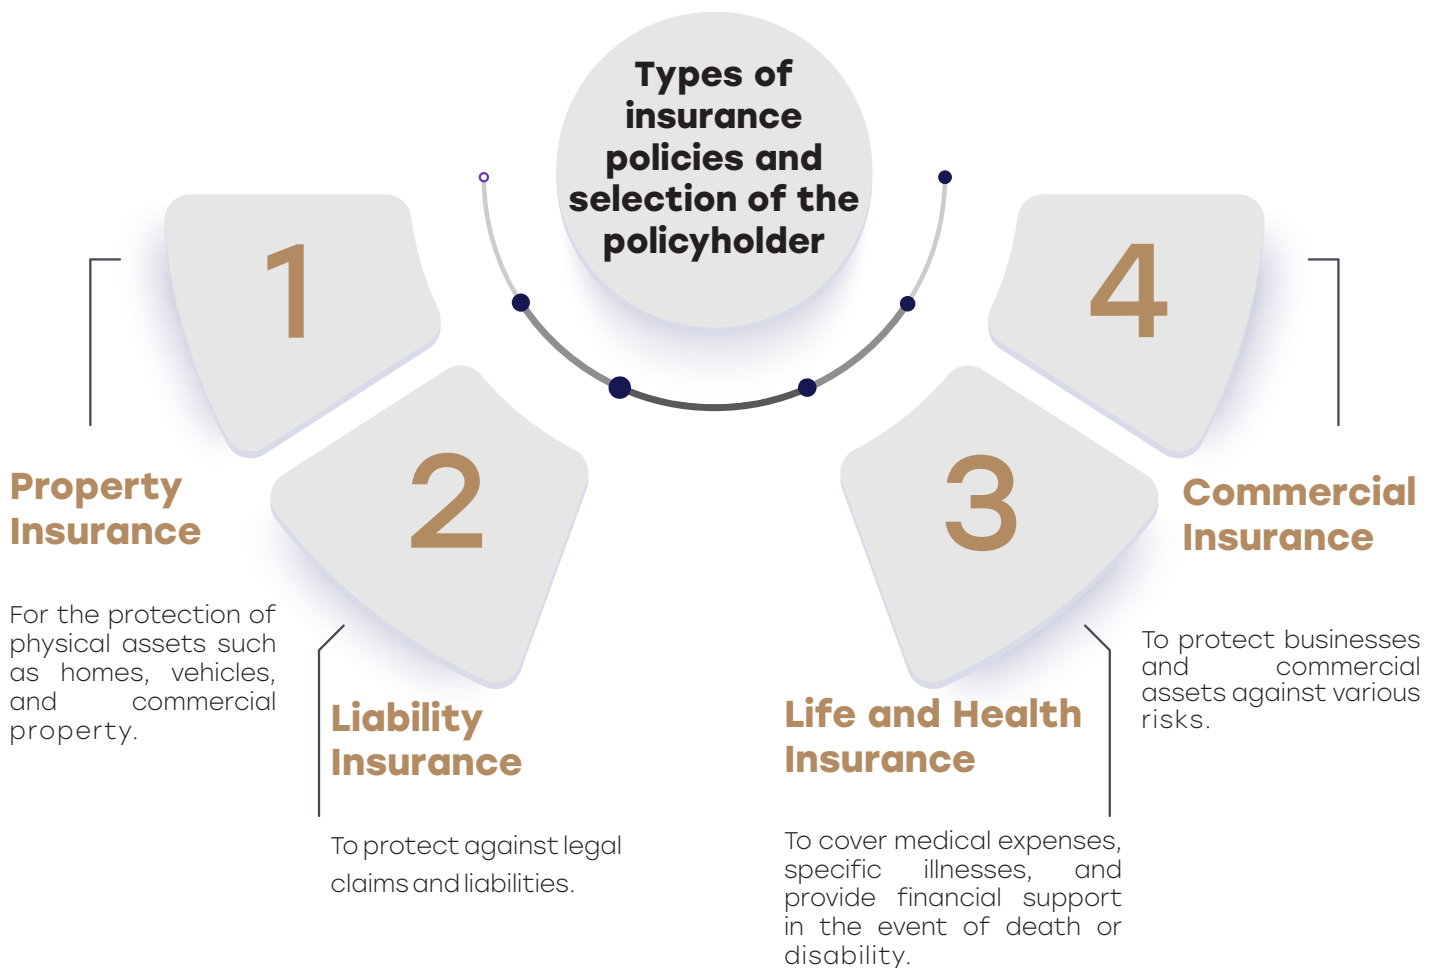 Types of
insurance
policies and
selection of the
policyholder
1
Property
Insurance
For the protection of
physical assets such
as homes, vehicles,
and commercial
property.
2
Liability
Insurance
To protect against legal
claims and liabilities.
3
Life and Health
Insurance
To cover medical expenses,
specific illnesses, and
provide financial support
in the event of death or
disability.
4
Commercial
Insurance
To protect businesses
and commercial
assets against various
risks.